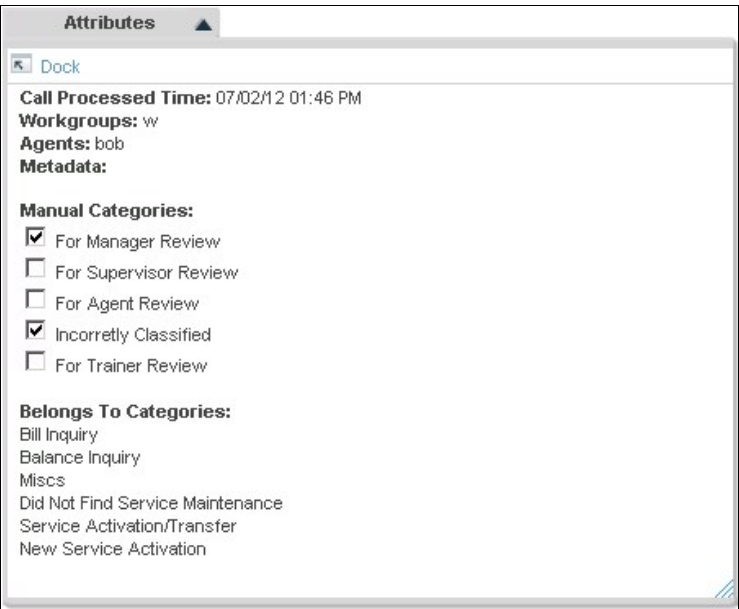 Attributes
Dock
Call Processed Time: 07/02/12 01:46 PM
Workgroups: w
Agents: bob
Metadata:
Manual Categories:
For Manager Review
For Supervisor Review
For Agent Review
Incorretly Classified
For Trainer Review
Belongs To Categories:
Bill Inquiry
Balance Inquiry
Miscs
Did Not Find Service Maintenance
Service Activation/Transfer
New Service Activation